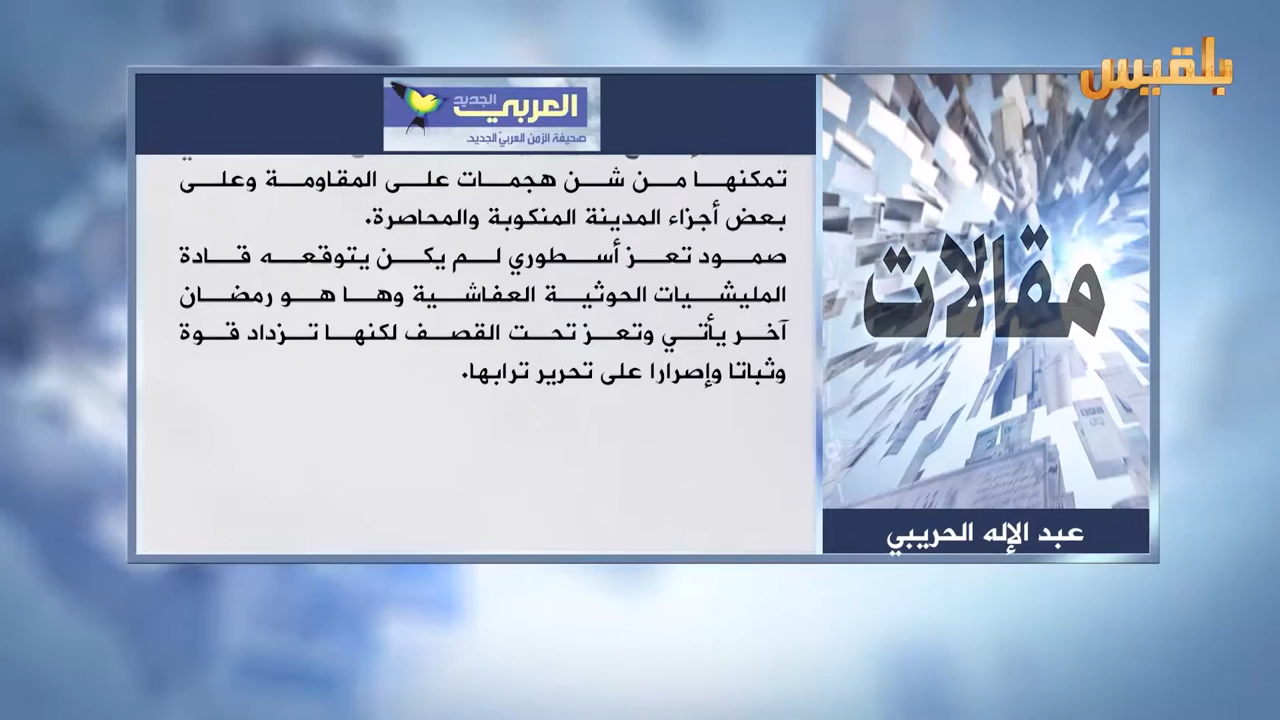 بلقيس
العربي الجديد
صحيفة الزمن العربيّ الجديد.
تمكنها من شن هجمات على المقاومة وعلى
بعض أجزاء المدينة المنكوبة والمحاصرة.
صمود تعز أسطوري لم يكن يتوقعه قادة
المليشيات الحوثية العفاشية وها هو رمضان
آخر يأتي وتعز تحت القصف لكنها تزداد قوة
وثباتا وإصرارا على تحرير ترابها.
مقالات
عبد الإله الحريبي